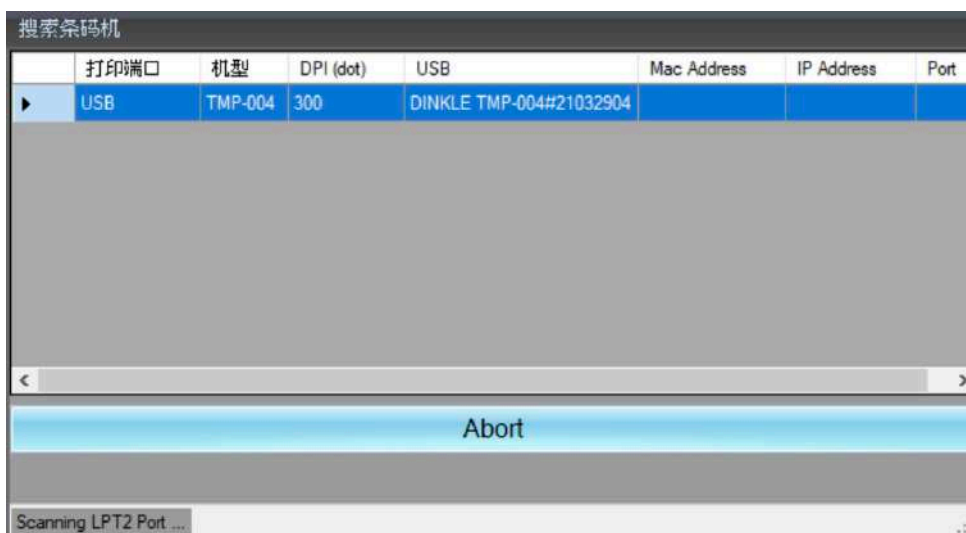 搜索条码机
打印端口 机型 DPI (dot) USB Mac Address IP Address Port
USB TMP-004 300 DINKLE TMP-004#21032904
Abort
Scanning LPT2 Port ...